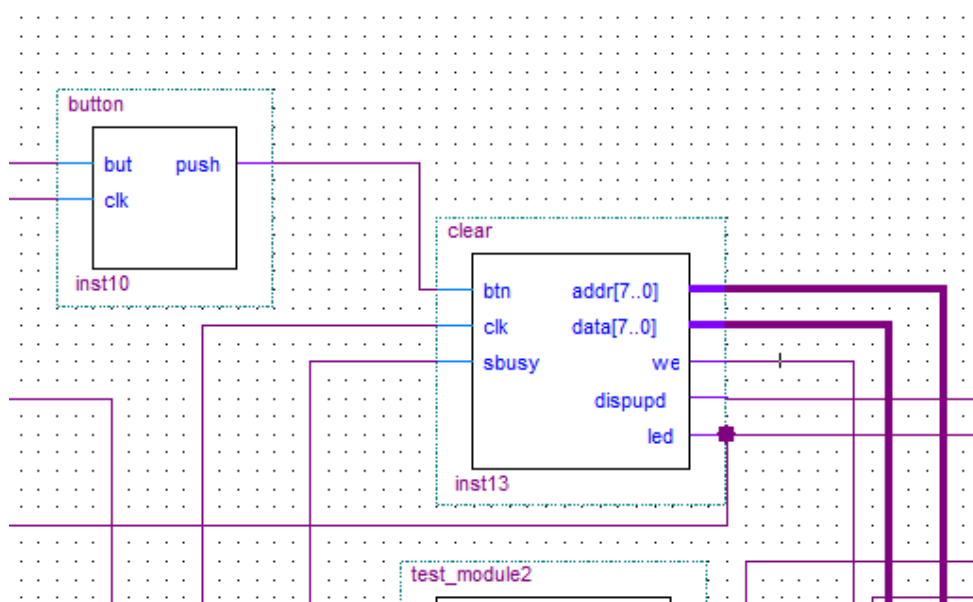 button
but push
clk
inst10
clear
btn addr[7..0]
clk data[7..0]
sbusy we
dispupd
led
inst13
test_module2